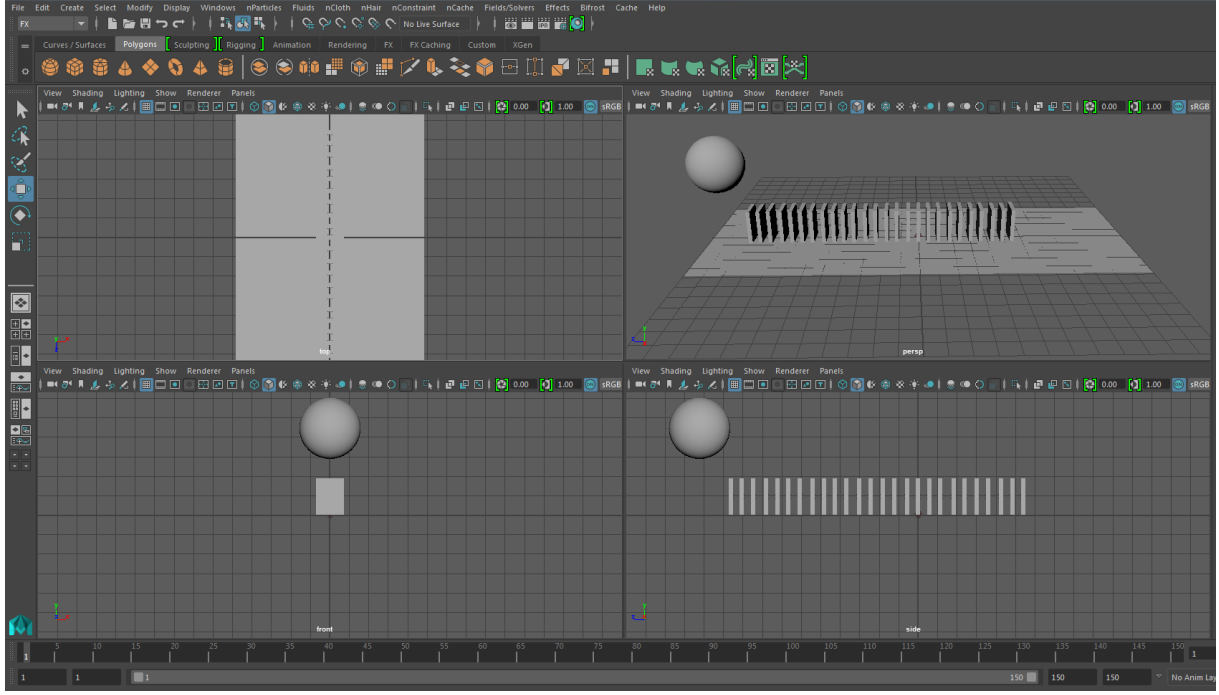 File Edit Create Select Modify Display Windows nParticles Fluids nCloth nHair nConstraint nCache Fields/Solvers Effects Bifrost Cache Help
FX No Live Surface
Curves / Surfaces Polygons Sculpting Rigging Animation Rendering FX FX Caching Custom XGen
View Shading Lighting Show Renderer Panels
0.00 1.00 sRGB
top
View Shading Lighting Show Renderer Panels
0.00 1.00 sRGB
persp
View Shading Lighting Show Renderer Panels
0.00 1.00 sRGB
front
View Shading Lighting Show Renderer Panels
0.00 1.00 sRGB
side
5 10 15 20 25 30 35 40 45 50 55 60 65 70 75 80 85 90 95 100 105 110 115 120 125 130 135 140 145 150
1 1
1 1 1 150 150 150 No Anim Lay